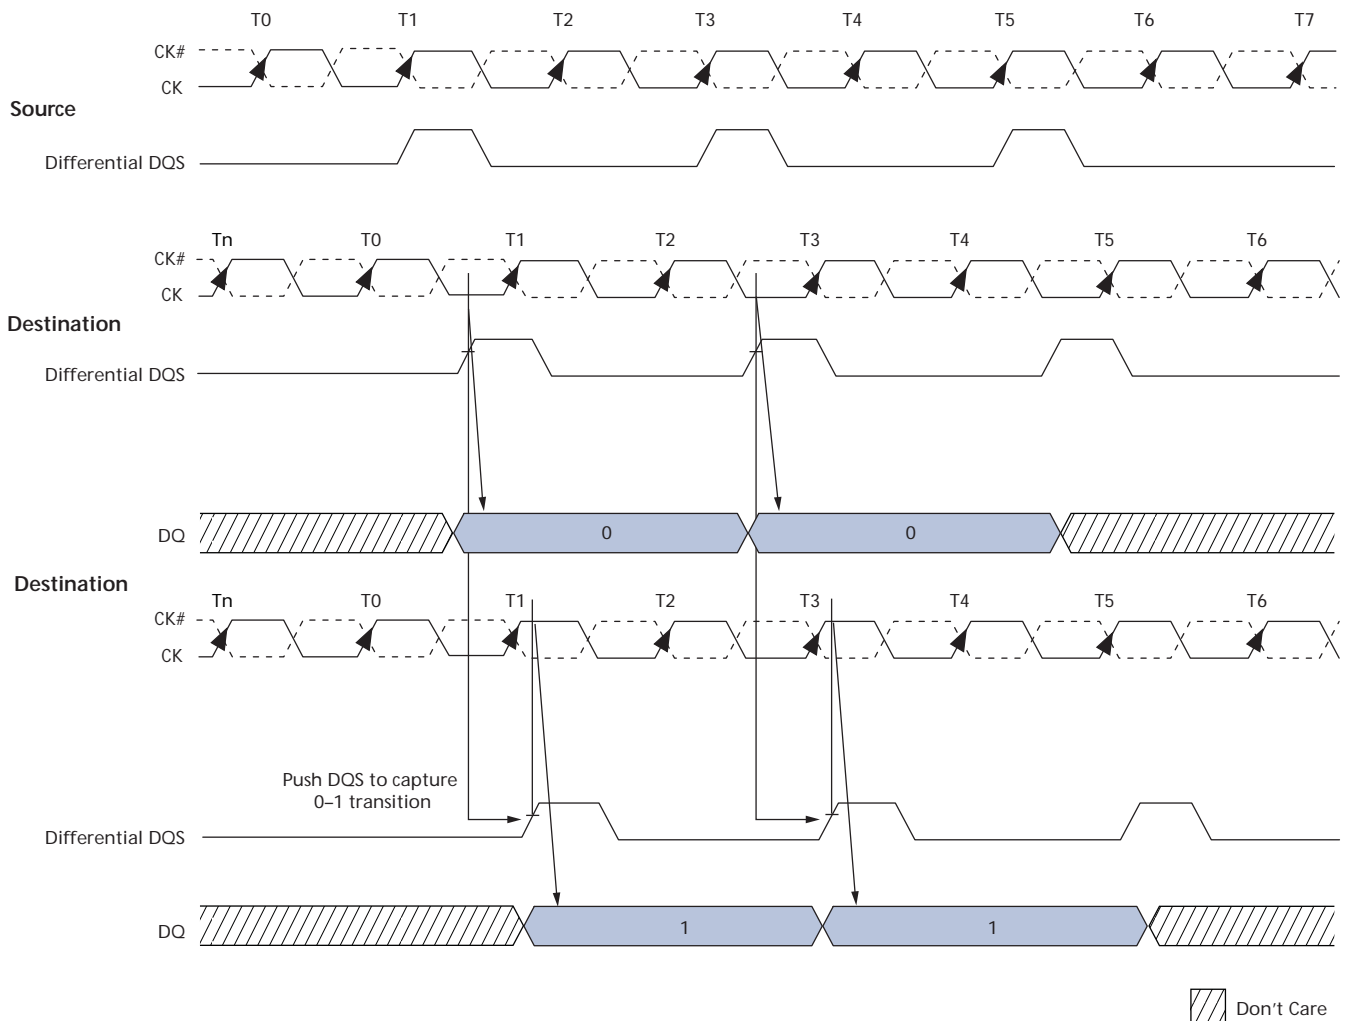 T0 T1 T2 T3 T4 T5 T6 T7
CK#
CK
Source
Differential DQS
Tn T0 T1 T2 T3 T4 T5 T6
CK#
CK
Destination
Differential DQS
DQ 0 0
Destination
Tn T0 T1 T2 T3 T4 T5 T6
CK#
CK
Push DQS to capture
0–1 transition
Differential DQS
DQ 1 1
Don't Care